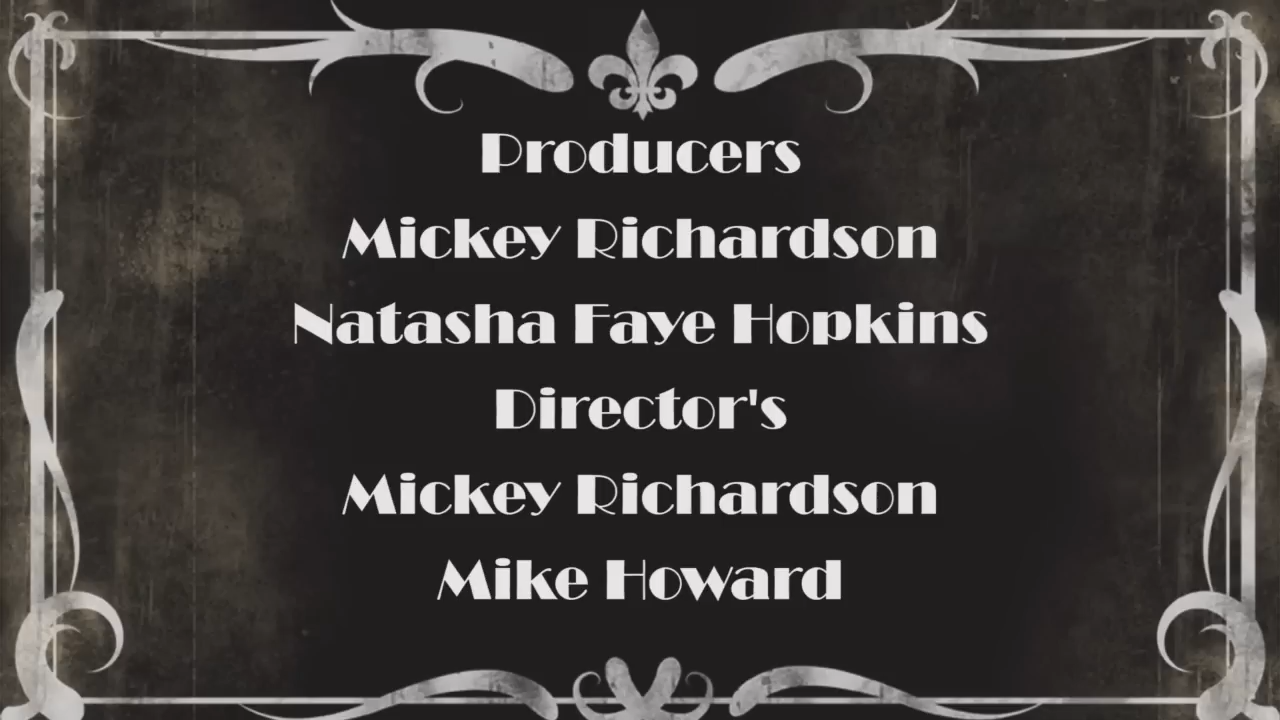 Producers
Mickey Richardson
Natasha Faye Hopkins
Director's
Mickey Richardson
Mike Howard